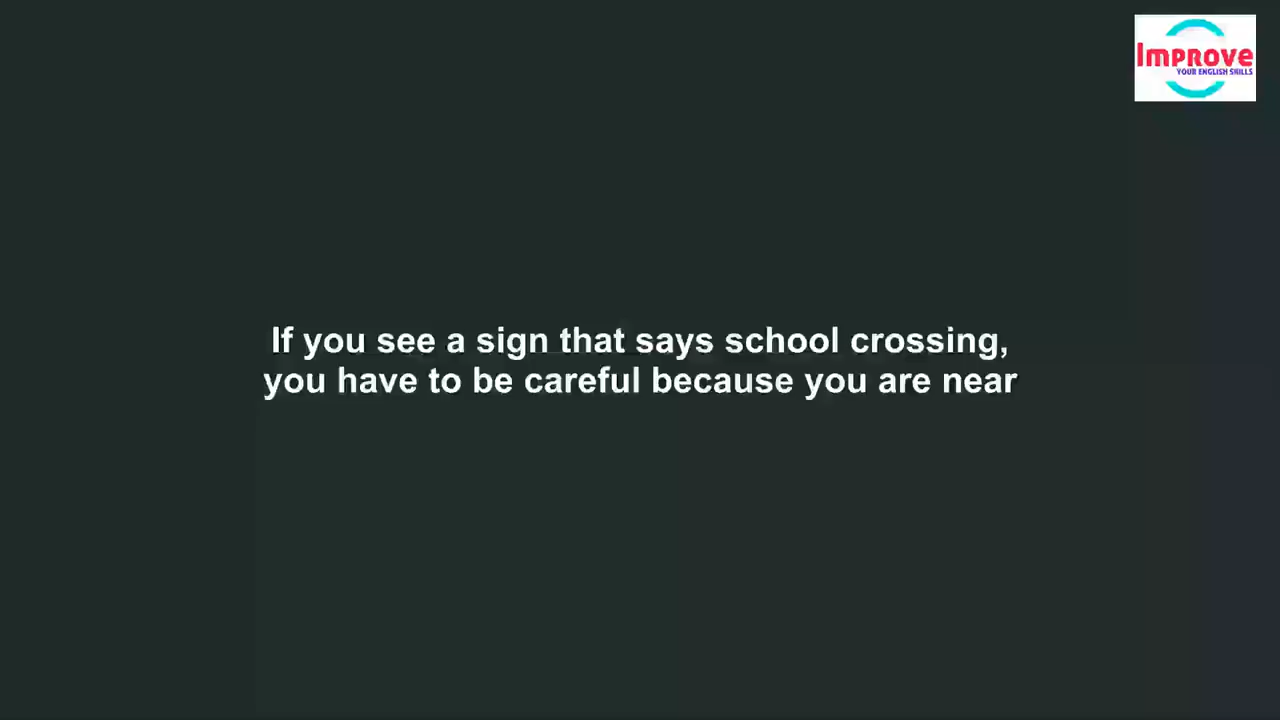 Improve
YOUR ENGLISH SKILLS
If you see a sign that says school crossing,
you have to be careful because you are near